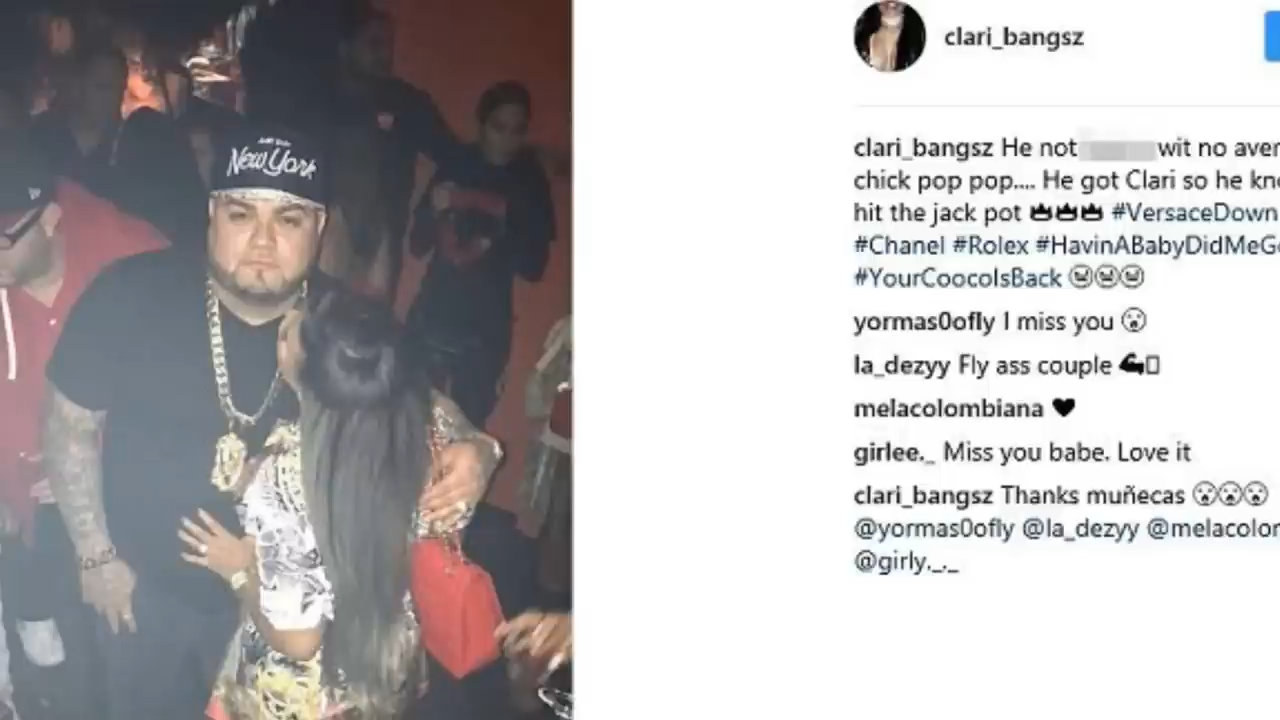 New York
clari_bangsz
clari_bangsz He not wit no aver
chick pop pop.... He got Clari so he kn
hit the jack pot #VersaceDown
#Chanel #Rolex #HavinABabyDidMeG
#YourCoocoIsBack
yormas0ofly I miss you
la_dezyy Fly ass couple
melacolombiana
girlee._ Miss you babe. Love it
clari_bangsz Thanks muñecas
@yormas0ofly @la_dezyy @melacolor
@girly._._